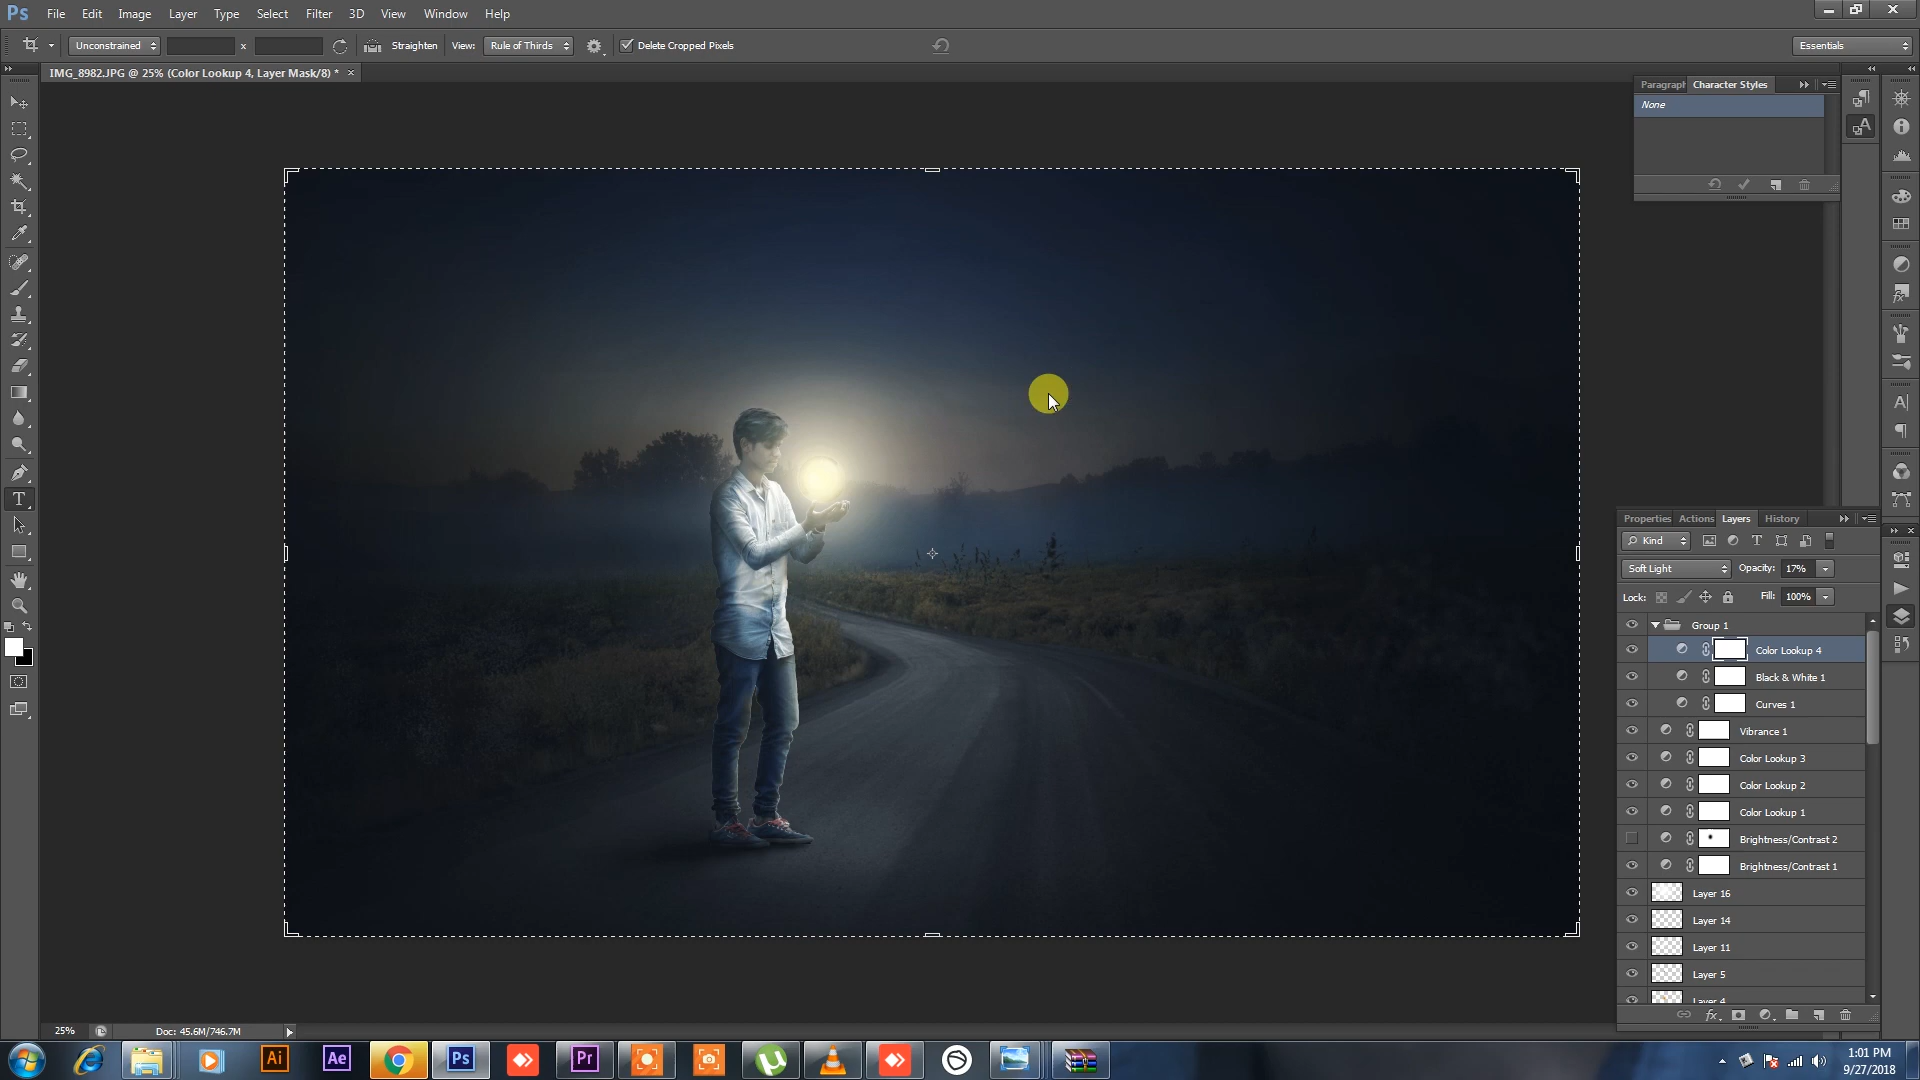 Ps File Edit Image Layer Type Select Filter 3D View Window Help
Unconstrained x Straighten View: Rule of Thirds Delete Cropped Pixels Essentials
IMG_8982.JPG @ 25% (Color Lookup 4, Layer Mask/8) * ×
Paragraph Character Styles
None
Properties Actions Layers History
Kind
Soft Light Opacity: 17%
Lock: Fill: 100%
Group 1
Color Lookup 4
Black & White 1
Curves 1
Vibrance 1
Color Lookup 3
Color Lookup 2
Color Lookup 1
Brightness/Contrast 2
Brightness/Contrast 1
Layer 16
Layer 14
Layer 11
Layer 5
Layer 4
25% Doc: 45.6M/746.7M
Ai Ae Ps Pr
1:01 PM
9/27/2018